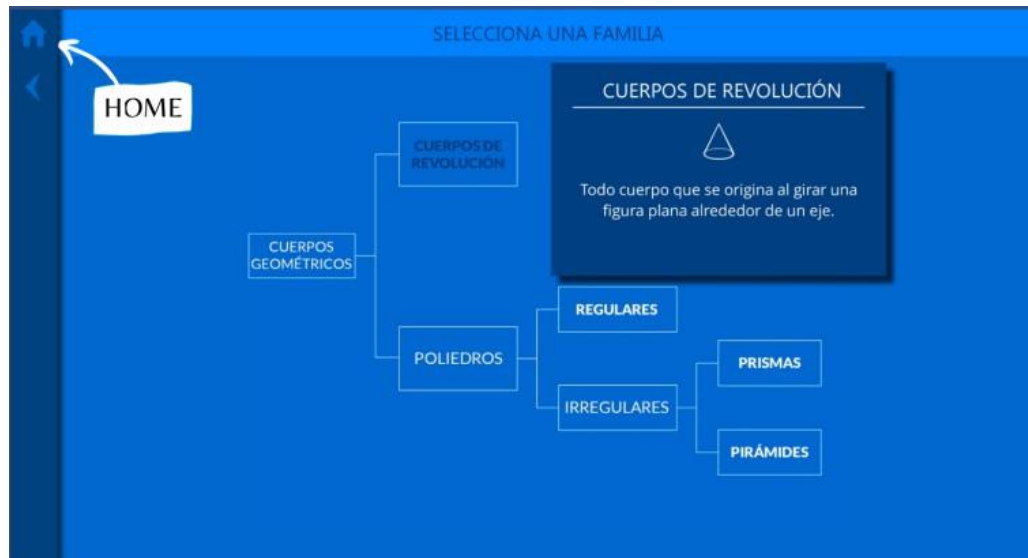 SELECCIONA UNA FAMILIA
HOME
CUERPOS DE REVOLUCIÓN
Todo cuerpo que se origina al girar una
figura plana alrededor de un eje.
CUERPOS DE
REVOLUCIÓN
CUERPOS
GEOMÉTRICOS
REGULARES
POLIEDROS
PRISMAS
IRREGULARES
PIRÁMIDES